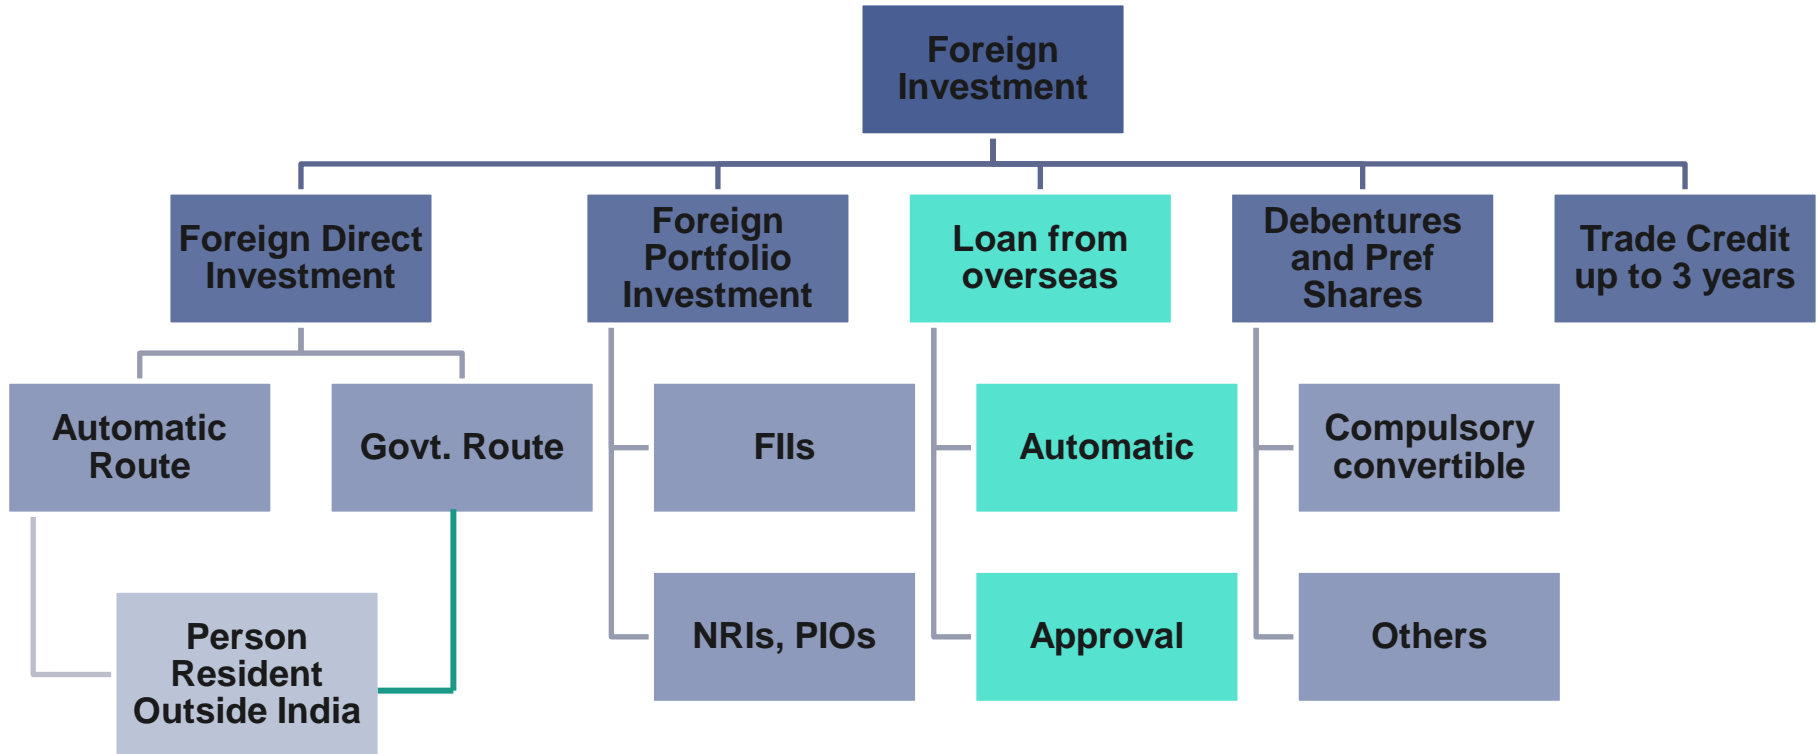 Foreign
Investment
Foreign Direct
Investment
Foreign
Portfolio
Investment
Loan from
overseas
Debentures
and Pref
Shares
Trade Credit
up to 3 years
Automatic
Route
Govt. Route
FIIs
Automatic
Compulsory
convertible
Person
Resident
Outside India
NRIs, PIOs
Approval
Others